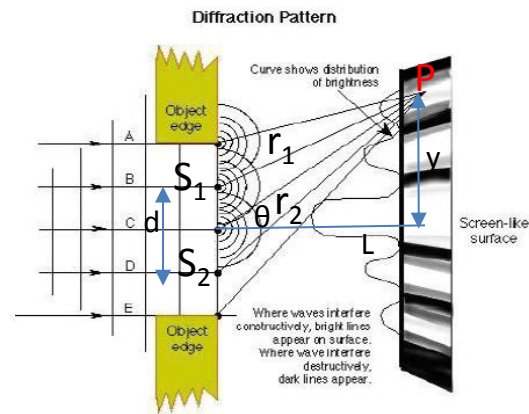 Diffraction Pattern
Curve shows distribution
of brightness
P
Object
edge
A
r1
B
S1
y
r2
θ
C
d
Screen-like
surface
L
D
S2
E
Where waves interfere
constructively, bright lines
appear on surface.
Where wave interfere
destructively,
dark lines appear.
Object
edge